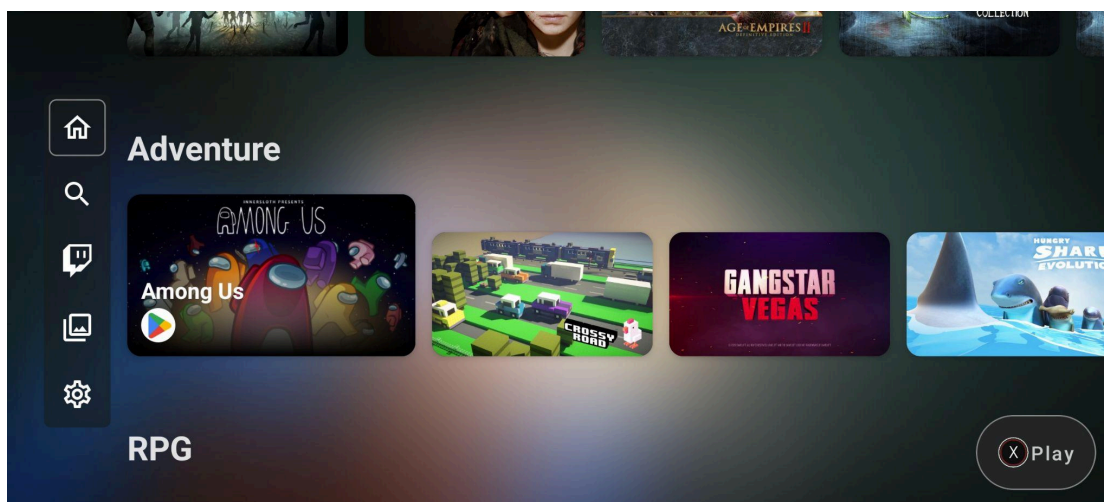 AGE OF EMPIRES II
DEFINITIVE EDITION
COLLECTION
Adventure
INNERSLOTH PRESENTS
AMONG US
Among Us
CROSSY
ROAD
GANGSTAR
VEGAS
HUNGRY
SHARK
EVOLUTIO
RPG
X Play